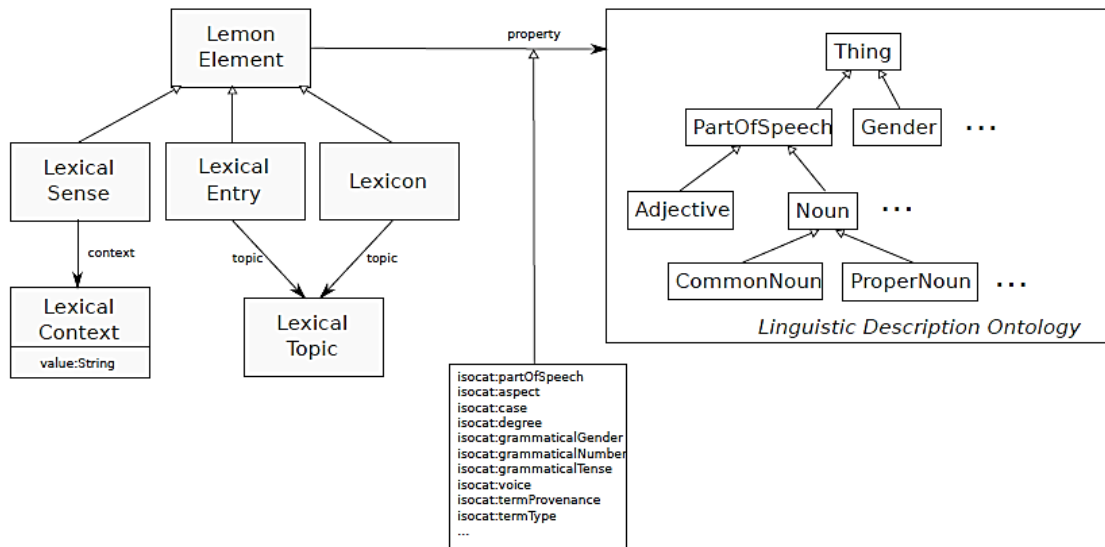 Lemon
Element
property
Thing
PartOfSpeech
Gender
...
Lexical
Sense
Lexical
Entry
Lexicon
Adjective
Noun
...
context
topic
topic
CommonNoun
ProperNoun
...
Lexical
Context
value:String
Lexical
Topic
Linguistic Description Ontology
isocat:partOfSpeech
isocat:aspect
isocat:case
isocat:degree
isocat:grammaticalGender
isocat:grammaticalNumber
isocat:grammaticalTense
isocat:voice
isocat:termProvenance
isocat:termType
...